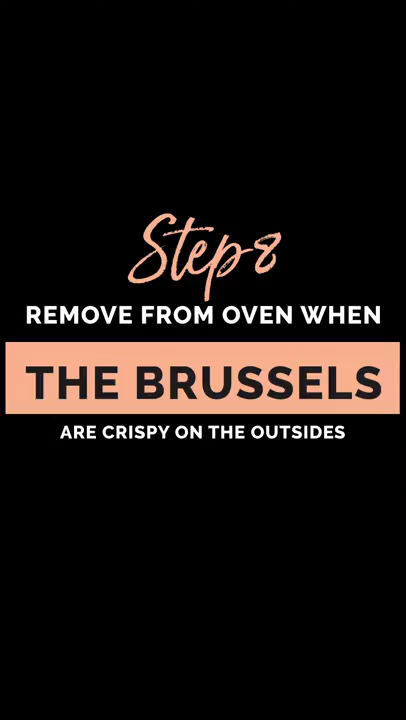 Step 8
REMOVE FROM OVEN WHEN
THE BRUSSELS
ARE CRISPY ON THE OUTSIDES